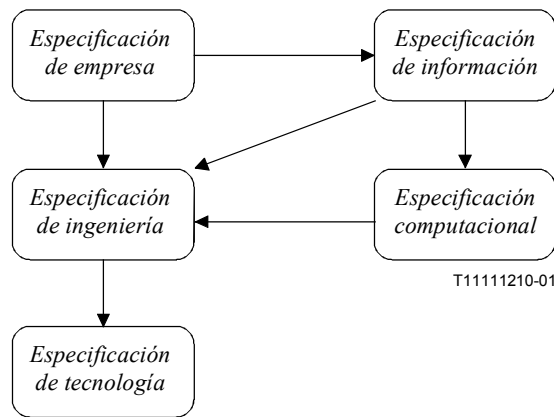 Especificación
de empresa
Especificación
de información
Especificación
de ingeniería
Especificación
computacional
T11111210-01
Especificación
de tecnología